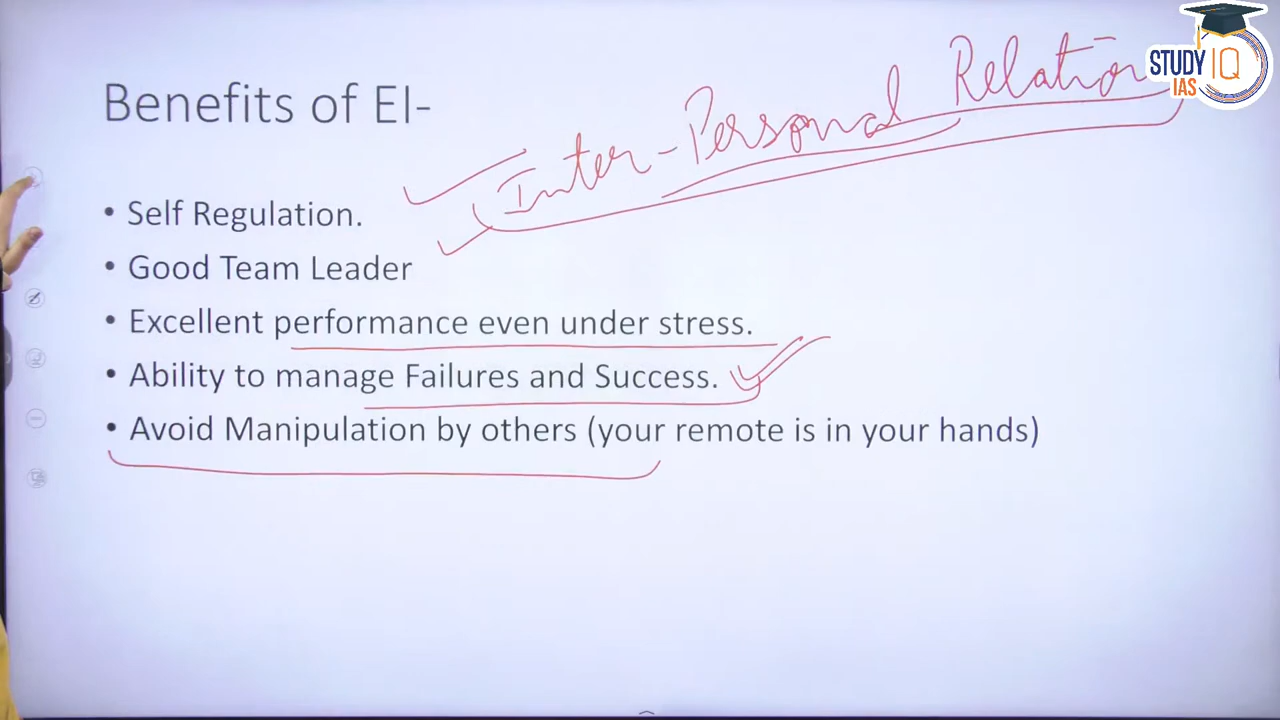 Benefits of EI-
Inter-Personal Relation
STUDY IQ
IAS
• Self Regulation.
• Good Team Leader
• Excellent performance even under stress.
• Ability to manage Failures and Success.
• Avoid Manipulation by others (your remote is in your hands)